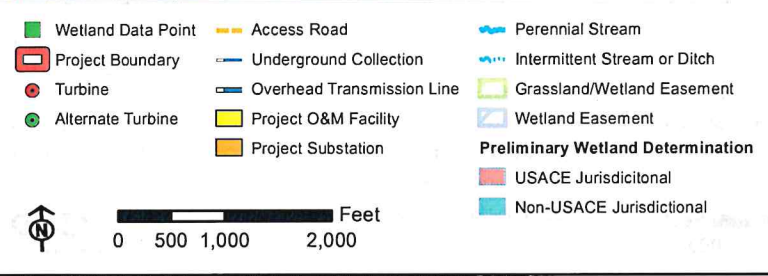 Wetland Data Point
Project Boundary
Turbine
Alternate Turbine
Access Road
Underground Collection
Overhead Transmission Line
Project O&M Facility
Project Substation
Perennial Stream
Intermittent Stream or Ditch
Grassland/Wetland Easement
Wetland Easement
Preliminary Wetland Determination
USACE Jurisdicitonal
Non-USACE Jurisdictional
N
Feet
0 500 1,000 2,000